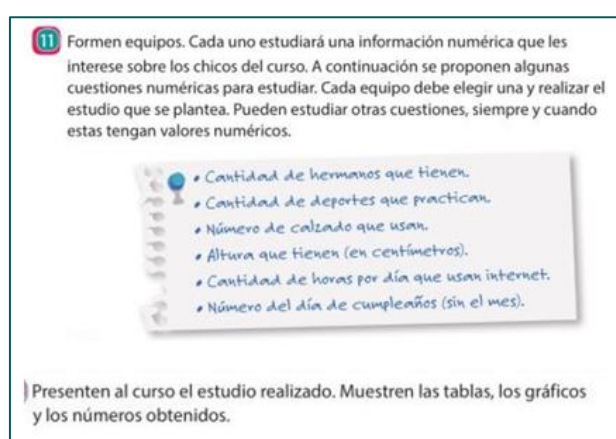 11 Formen equipos. Cada uno estudiará una información numérica que les
interese sobre los chicos del curso. A continuación se proponen algunas
cuestiones numéricas para estudiar. Cada equipo debe elegir una y realizar el
estudio que se plantea. Pueden estudiar otras cuestiones, siempre y cuando
estas tengan valores numéricos.
• Cantidad de hermanos que tienen.
• Cantidad de deportes que practican.
• Número de calzado que usan.
• Altura que tienen (en centímetros).
• Cantidad de horas por día que usan internet.
• Número del día de cumpleaños (sin el mes).
Presenten al curso el estudio realizado. Muestren las tablas, los gráficos
y los números obtenidos.